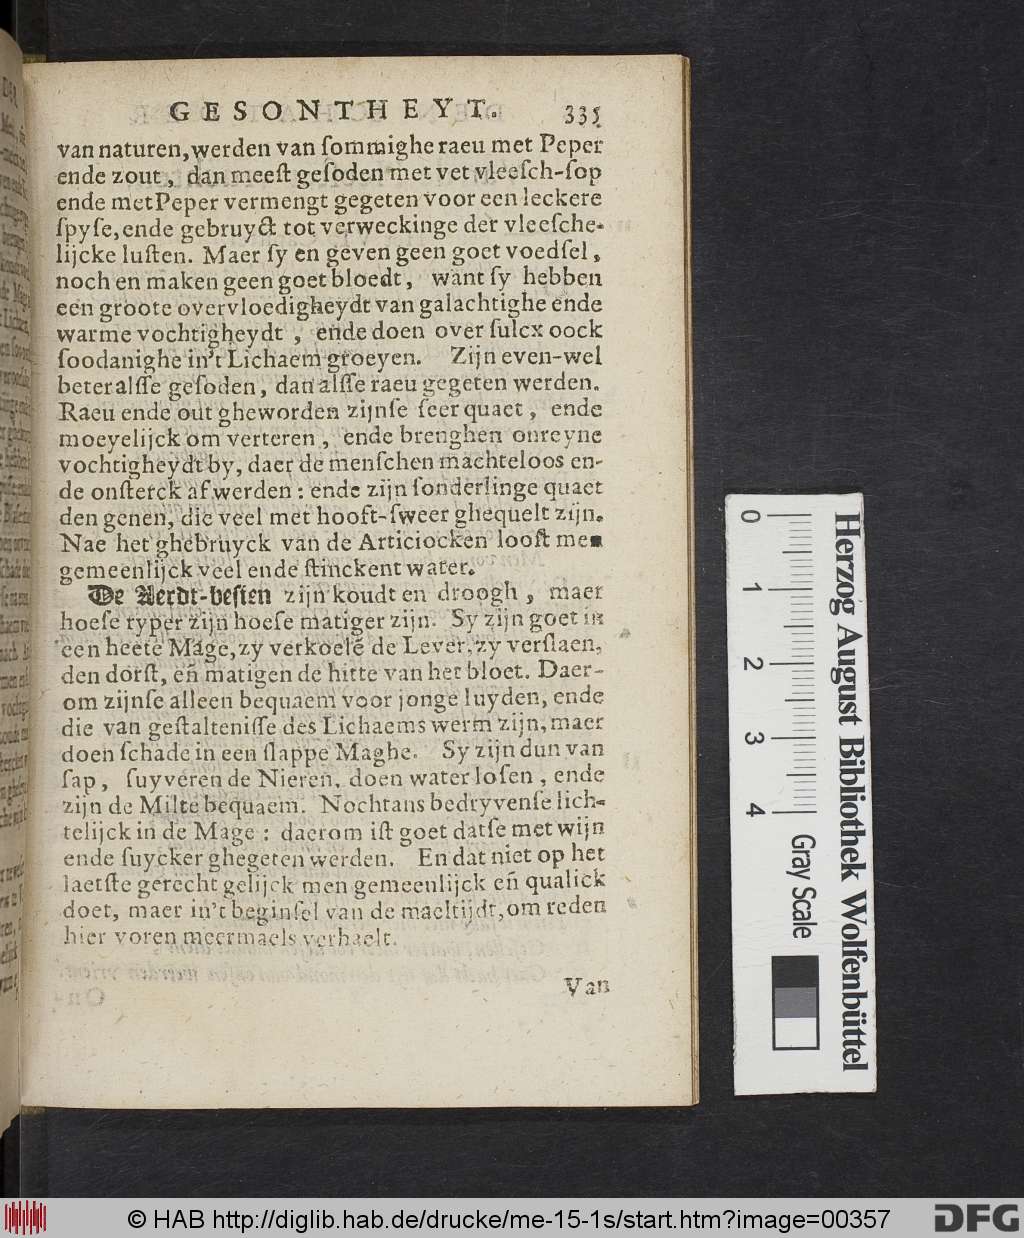 GESONTHEYT. 335
van naturen, werden van sommighe raeu met Peper
ende zout, dan meest gesoden met vet vleesch-sop
ende met Peper vermengt gegeten voor een leckere
spyse, ende gebruyct tot verweckinge der vleesche-
lijcke lusten. Maer sy en geven geen goet voedsel,
noch en maken geen goet bloedt, want sy hebben
een groote overvloedigheydt van galachtighe ende
warme vochtigheydt, ende doen over sulcx oock
soodanighe in't Lichaem groeyen. Zijn even-wel
beter alsse gesoden, dan alsse raeu gegeten werden.
Raeu ende out gheworden zijnse seer quaet, ende
moeyelijck om verteren, ende brenghen onreyne
vochtigheydt by, daer de menschen machteloos en-
de onsterck af werden: ende zijn sonderlinge quaet
den genen, die veel met hooft-sweer ghequelt zijn.
Nae het ghebruyck van de Articiocken loost men
gemeenlijck veel ende stinckent water.
De Aerdt-besien zijn koudt en droogh, maer
hoese ryper zijn hoese matiger zijn. Sy zijn goet in
een heete Mage, zy verkoelē de Lever, zy verslaen,
den dorst, eñ matigen de hitte van het bloet. Daer-
om zijnse alleen bequaem voor jonge luyden, ende
die van gestaltenisse des Lichaems werm zijn, maer
doen schade in een slappe Maghe. Sy zijn dun van
sap, suyveren de Nieren, doen water losen, ende
zijn de Milte bequaem. Nochtans bedryvense lich-
telijck in de Mage: daerom ist goet datse met wijn
ende suycker ghegeten werden. En dat niet op het
laetste gerecht gelijck men gemeenlijck eñ qualick
doet, maer in't beginsel van de maeltijdt, om reden
hier voren meermaels verhaelt.
Van
0 1 2 3 4
Herzog August Bibliothek Wolfenbüttel
Gray Scale
© HAB http://diglib.hab.de/drucke/me-15-1s/start.htm?image=00357
DFG